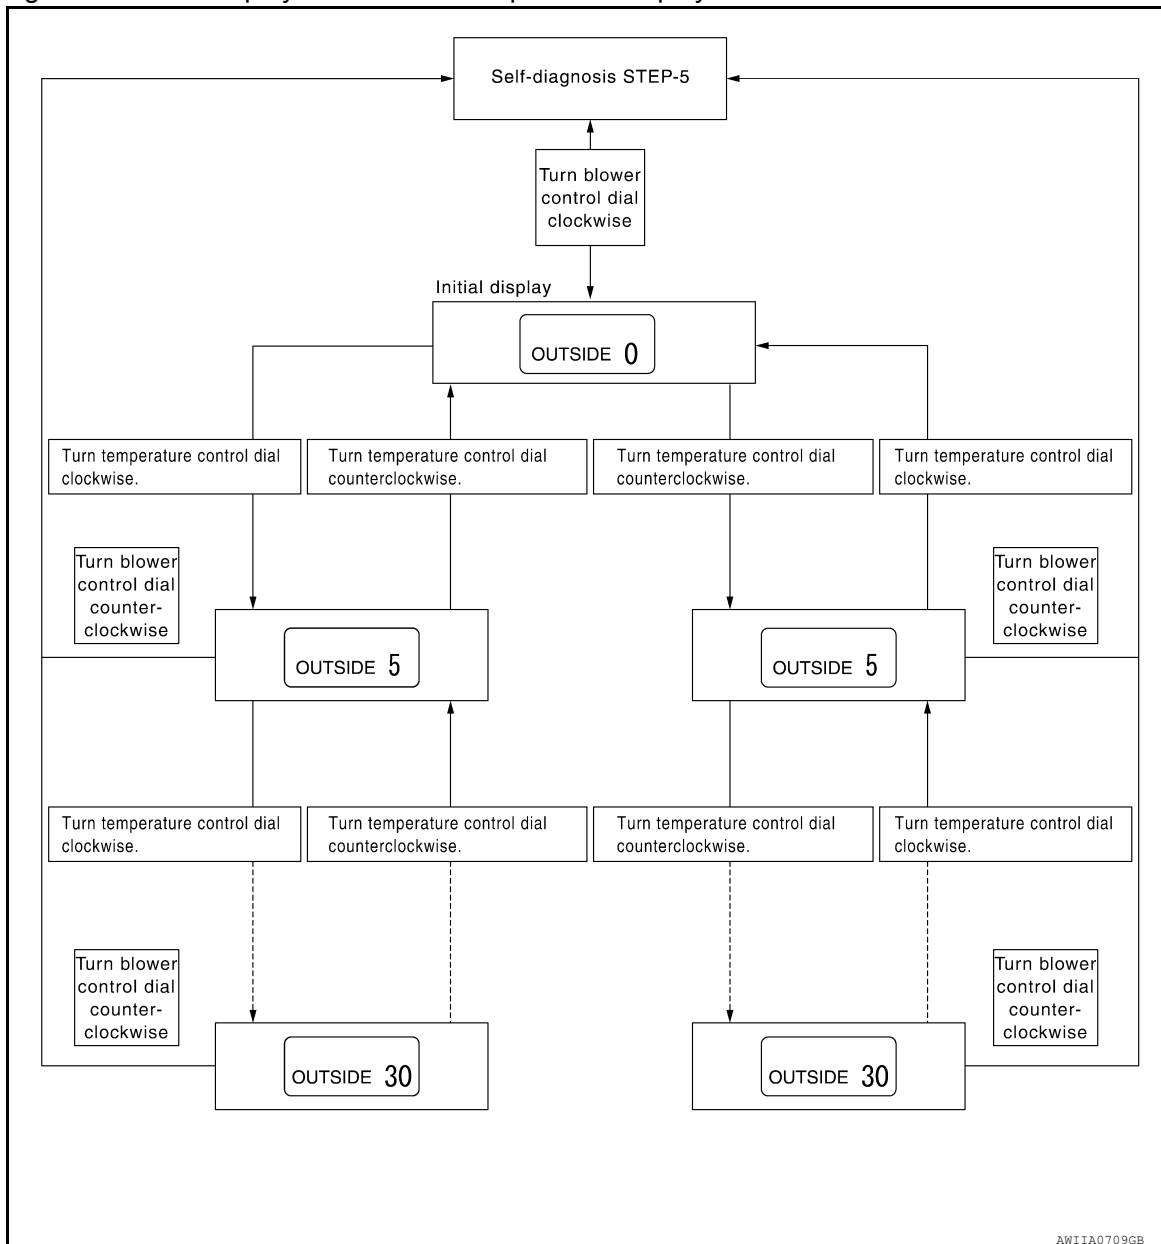 Self-diagnosis STEP-5
Turn blower
control dial
clockwise
Initial display
OUTSIDE 0
Turn temperature control dial
clockwise.
Turn temperature control dial
counterclockwise.
Turn temperature control dial
counterclockwise.
Turn temperature control dial
clockwise.
Turn blower
control dial
counter-
clockwise
Turn blower
control dial
counter-
clockwise
OUTSIDE 5
OUTSIDE 5
Turn temperature control dial
clockwise.
Turn temperature control dial
counterclockwise.
Turn temperature control dial
counterclockwise.
Turn temperature control dial
clockwise.
Turn blower
control dial
counter-
clockwise
Turn blower
control dial
counter-
clockwise
OUTSIDE 30
OUTSIDE 30
AWIIA0709GB